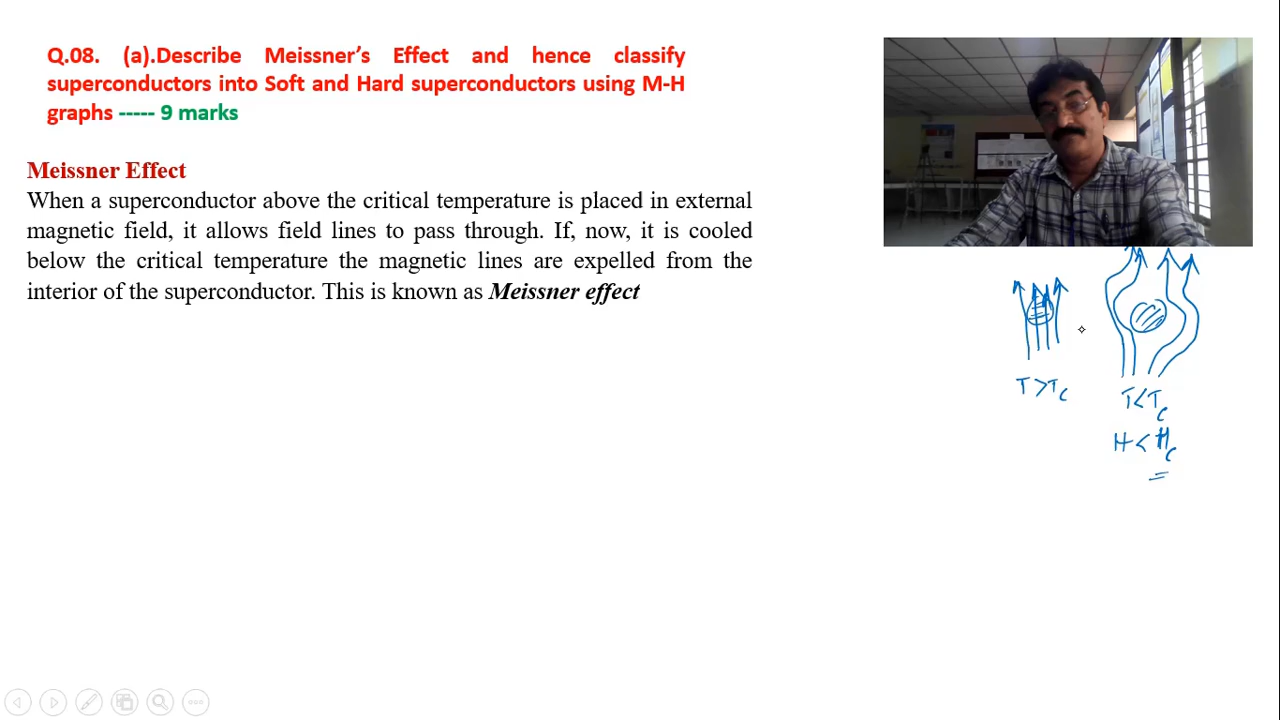 Q.08. (a).Describe Meissner's Effect and hence classify
superconductors into Soft and Hard superconductors using M-H
graphs ----- 9 marks
Meissner Effect
When a superconductor above the critical temperature is placed in external
magnetic field, it allows field lines to pass through. If, now, it is cooled
below the critical temperature the magnetic lines are expelled from the
interior of the superconductor. This is known as Meissner effect
T>Tc
T<Tc
H<Hc